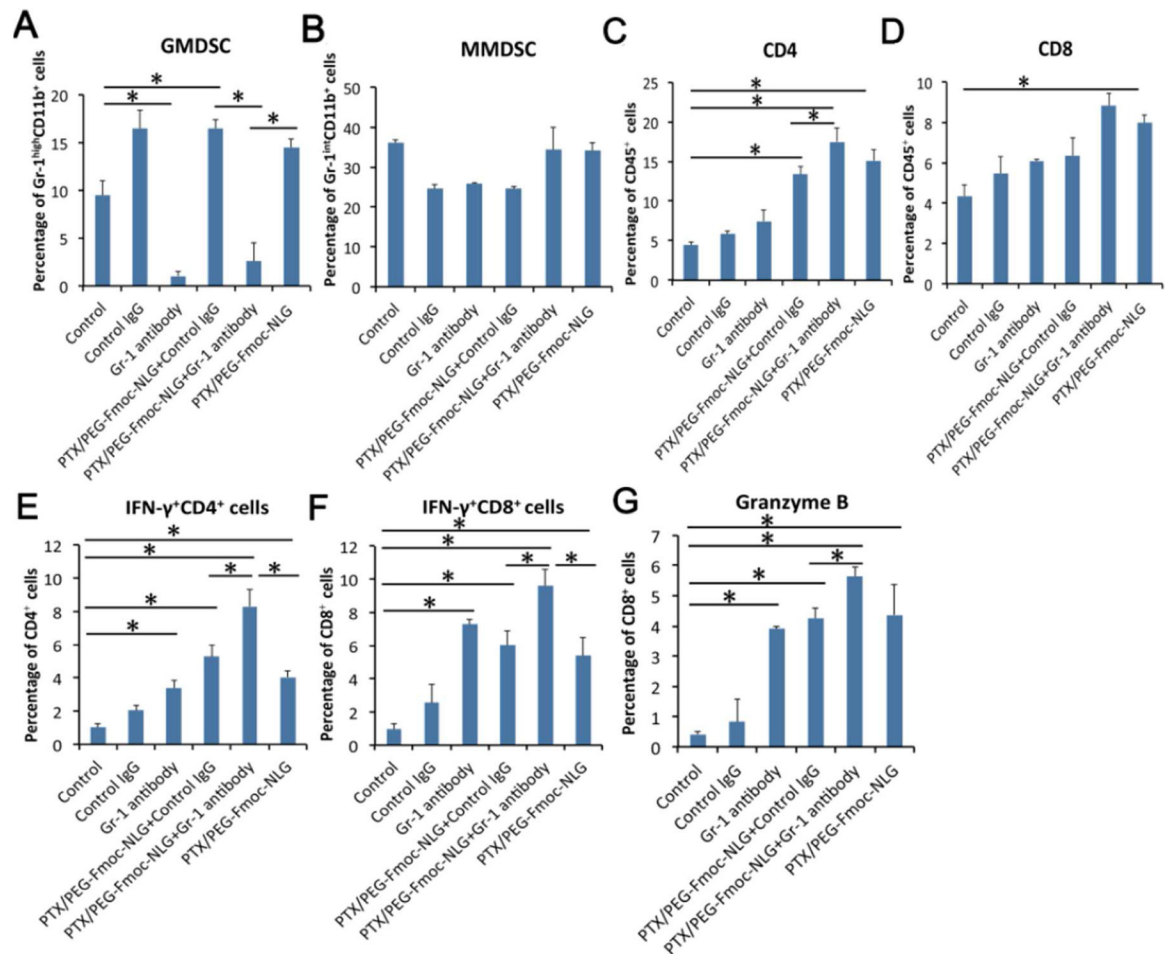 A
GMDSC
Percentage of Gr-1highCD11b+ cells
20
15
10
5
0
*
*
*
*
Control
Control IgG
Gr-1 antibody
PTX/PEG-Fmoc-NLG+Control IgG
PTX/PEG-Fmoc-NLG+Gr-1 antibody
PTX/PEG-Fmoc-NLG
B
MMDSC
Percentage of Gr-1intCD11b+ cells
50
40
30
20
10
0
Control
Control IgG
Gr-1 antibody
PTX/PEG-Fmoc-NLG+Control IgG
PTX/PEG-Fmoc-NLG+Gr-1 antibody
PTX/PEG-Fmoc-NLG
C
CD4
Percentage of CD45+ cells
25
20
15
10
5
0
*
*
*
*
Control
Control IgG
Gr-1 antibody
PTX/PEG-Fmoc-NLG+Control IgG
PTX/PEG-Fmoc-NLG+Gr-1 antibody
PTX/PEG-Fmoc-NLG
D
CD8
Percentage of CD45+ cells
10
8
6
4
2
0
*
Control
Control IgG
Gr-1 antibody
PTX/PEG-Fmoc-NLG+Control IgG
PTX/PEG-Fmoc-NLG+Gr-1 antibody
PTX/PEG-Fmoc-NLG
E
IFN-γ+CD4+ cells
Percentage of CD4+ cells
12
10
8
6
4
2
0
*
*
*
*
*
*
Control
Control IgG
Gr-1 antibody
PTX/PEG-Fmoc-NLG+Control IgG
PTX/PEG-Fmoc-NLG+Gr-1 antibody
PTX/PEG-Fmoc-NLG
F
IFN-γ+CD8+ cells
Percentage of CD8+ cells
12
10
8
6
4
2
0
*
*
*
*
*
*
Control
Control IgG
Gr-1 antibody
PTX/PEG-Fmoc-NLG+Control IgG
PTX/PEG-Fmoc-NLG+Gr-1 antibody
PTX/PEG-Fmoc-NLG
G
Granzyme B
Percentage of CD8+ cells
7
6
5
4
3
2
1
0
*
*
*
*
*
Control
Control IgG
Gr-1 antibody
PTX/PEG-Fmoc-NLG+Control IgG
PTX/PEG-Fmoc-NLG+Gr-1 antibody
PTX/PEG-Fmoc-NLG